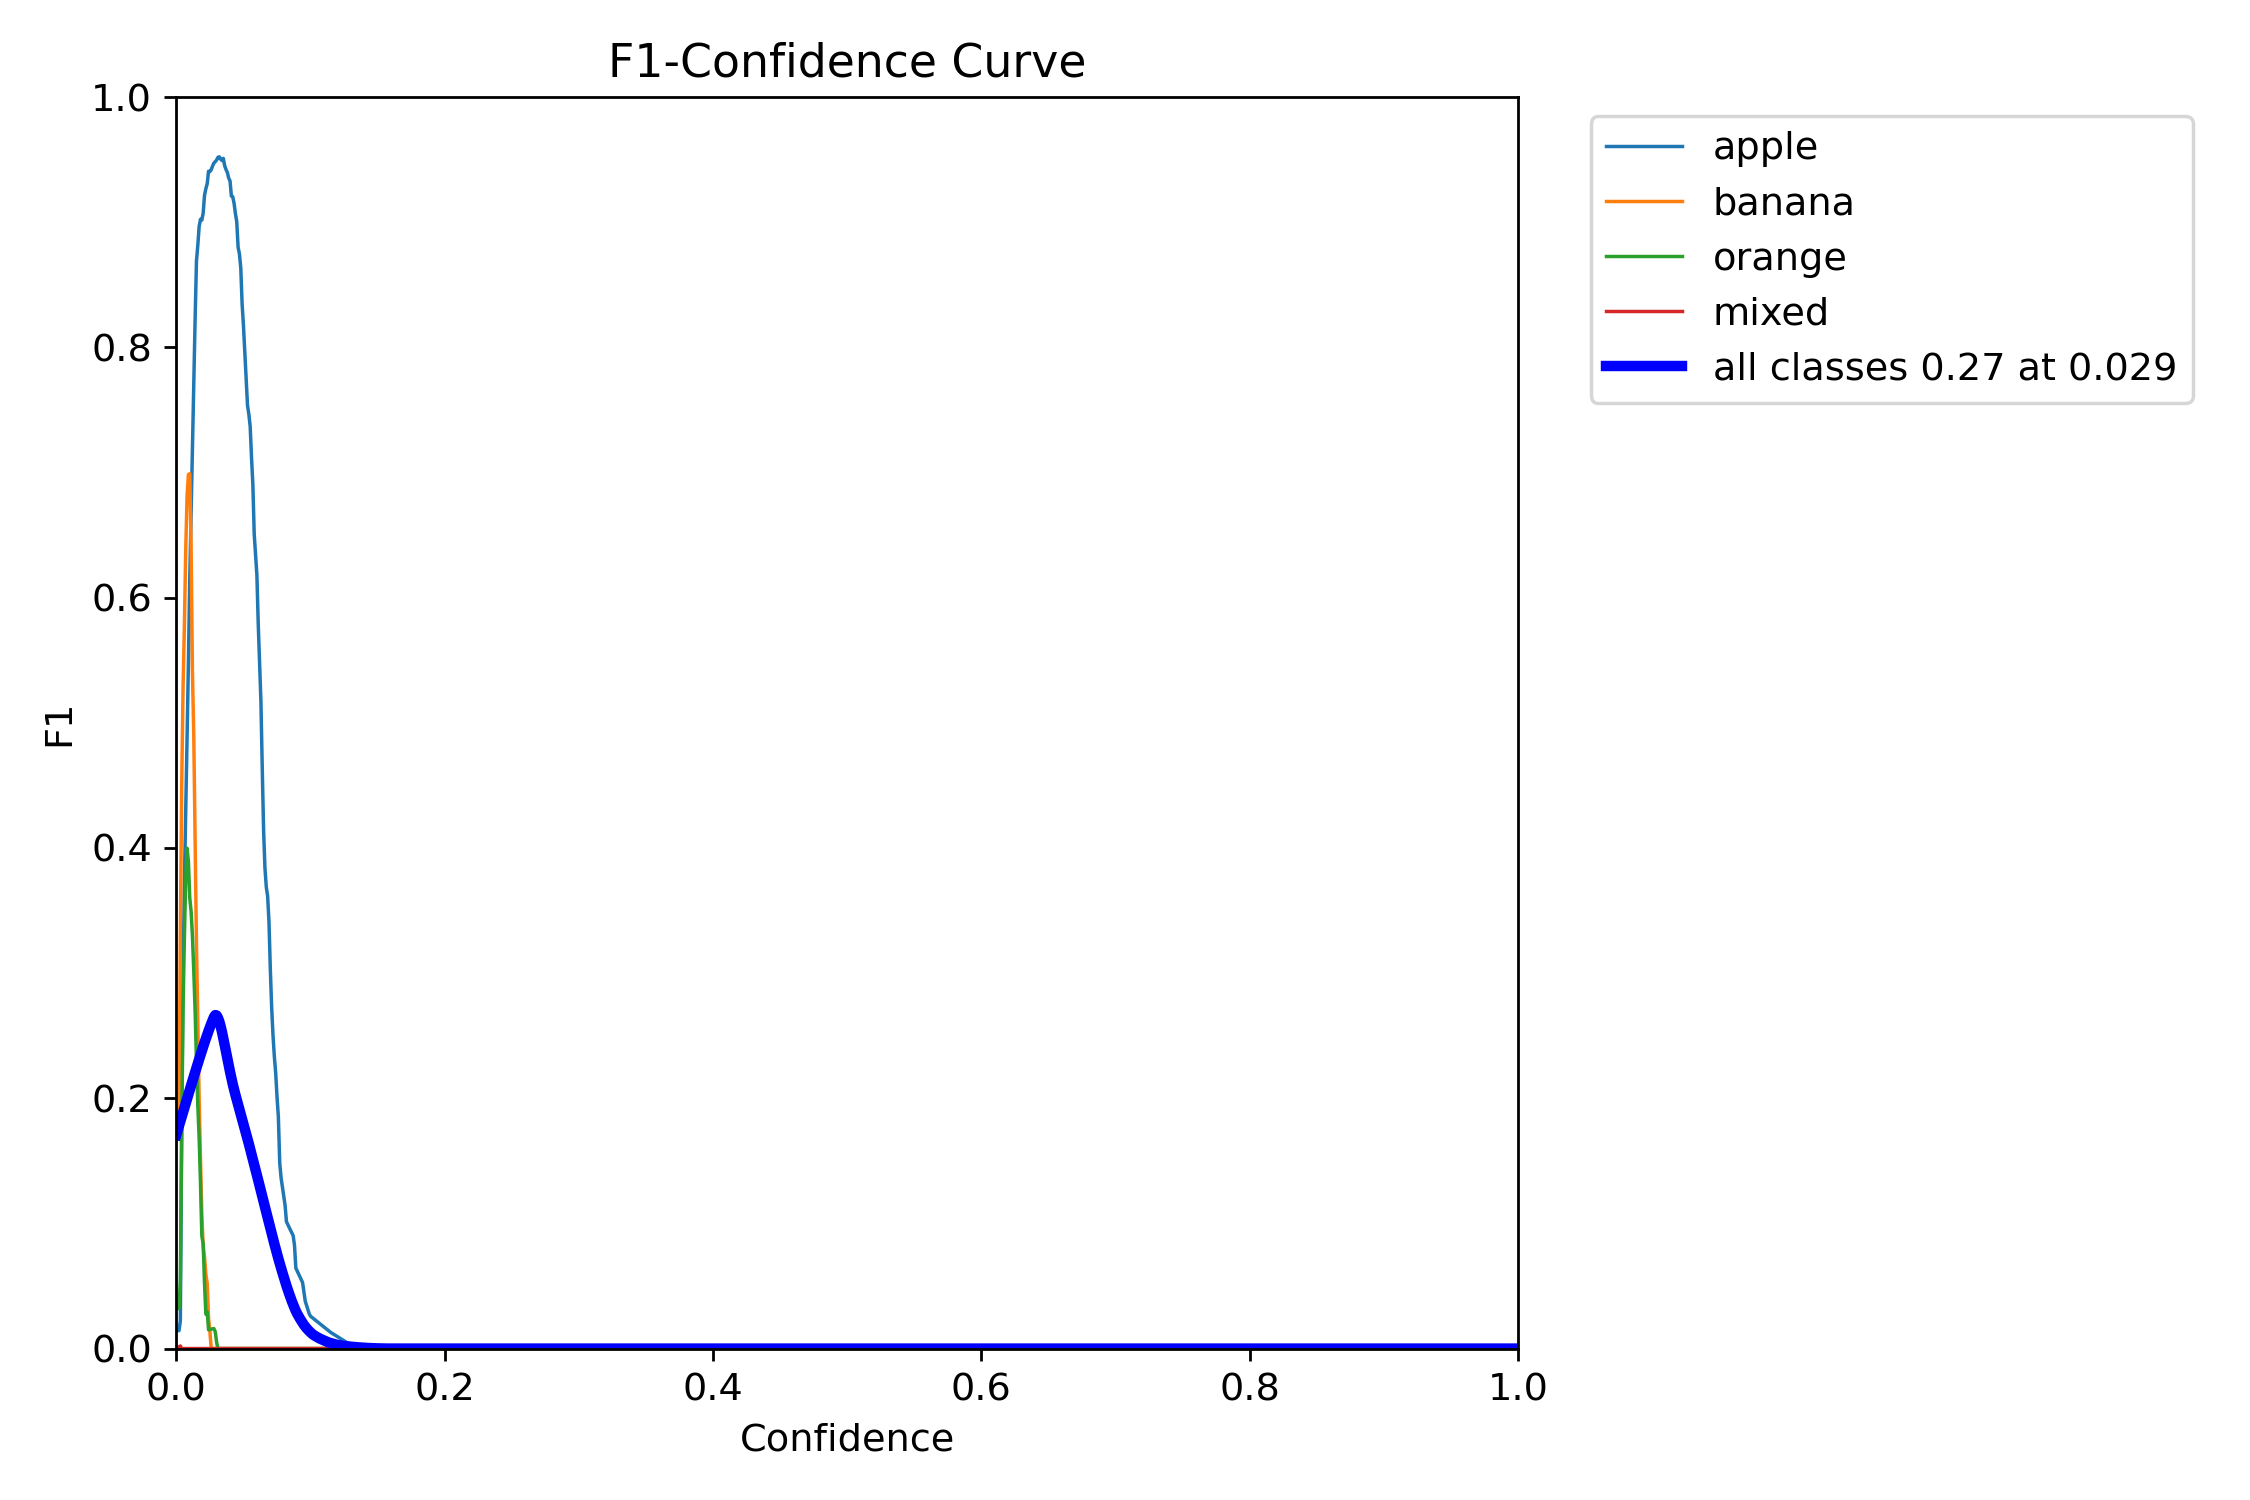 F1-Confidence Curve
1.0
0.8
0.6
0.4
0.2
0.0
F1
0.0 0.2 0.4 0.6 0.8 1.0
Confidence
apple
banana
orange
mixed
all classes 0.27 at 0.029